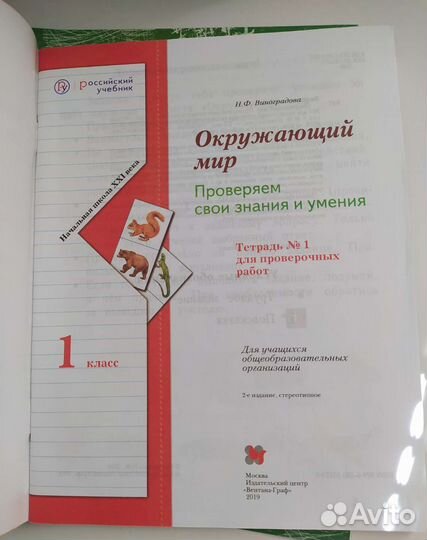 Российский
учебник
Н.Ф. Виноградова
Окружающий
мир
Проверяем
свои знания и умения
Начальная школа XXI века
Тетрадь № 1
для проверочных
работ
1 класс
Для учащихся
общеобразовательных
организаций
2-е издание, стереотипное
Москва
Издательский центр
«Вентана-Граф»
2019
Avito